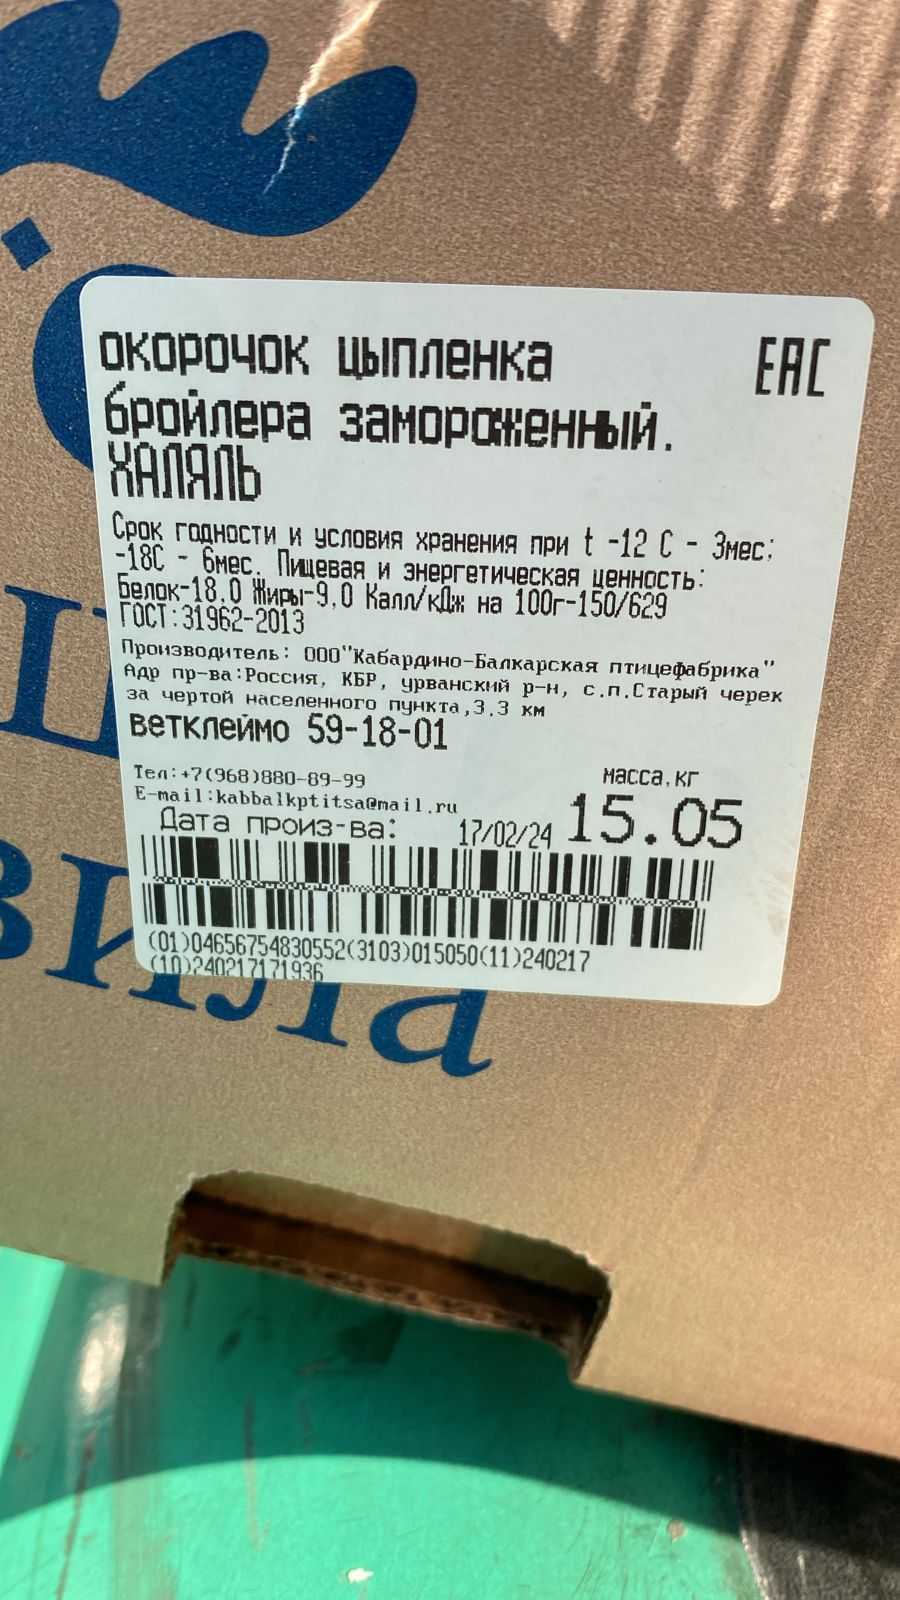 окорочок цыпленка
бройлера замороженный.
ХАЛЯЛЬ
EAC
Срок годности и условия хранения при t -12 С - 3мес;
-18С - 6мес. Пищевая и энергетическая ценность:
Белок-18.0 Жиры-9.0 Калл/кДж на 100г-150/629
ГОСТ:31962-2013
Производитель: ООО"Кабардино-Балкарская птицефабрика"
Адр пр-ва:Россия, КБР, урванский р-н, с.п.Старый черек
за чертой населенного пункта,3.3 км
ветклеймо 59-18-01
Тел:+7(968)880-89-99
E-mail:kabbalkptitsa@mail.ru
масса,кг
Дата произ-ва: 17/02/24 15.05
(01)04656754830552(3103)015050(11)240217
(10)240217171936